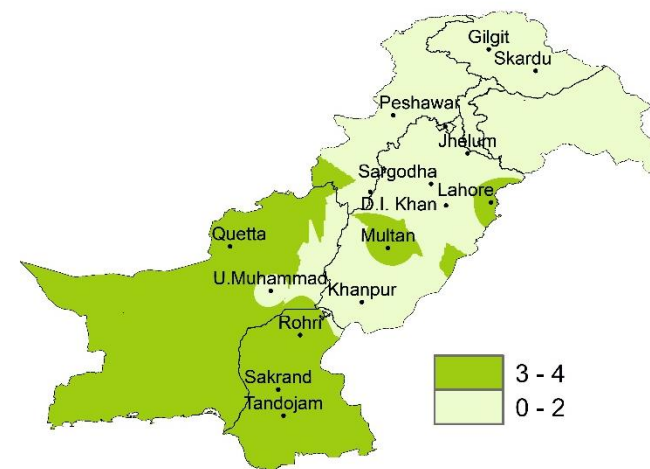 Gilgit
Skardu
Peshawar
Jhelum
Sargodha
Lahore
D.I. Khan
Quetta
Multan
U.Muhammad
Khanpur
Rohri
Sakrand
Tandojam
3 - 4
0 - 2